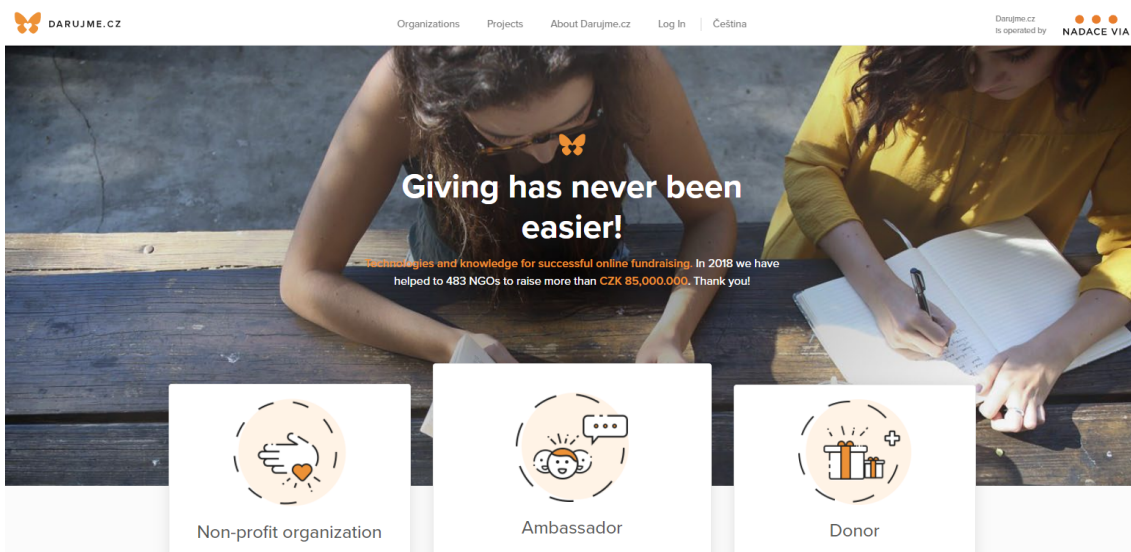 DARUJME.CZ
Organizations
Projects
About Darujme.cz
Log In
Čeština
Darujme.cz
is operated by
NADACE VIA
Giving has never been
easier!
Technologies and knowledge for successful online fundraising. In 2018 we have
helped to 483 NGOs to raise more than CZK 85,000.000. Thank you!
Non-profit organization
Ambassador
Donor